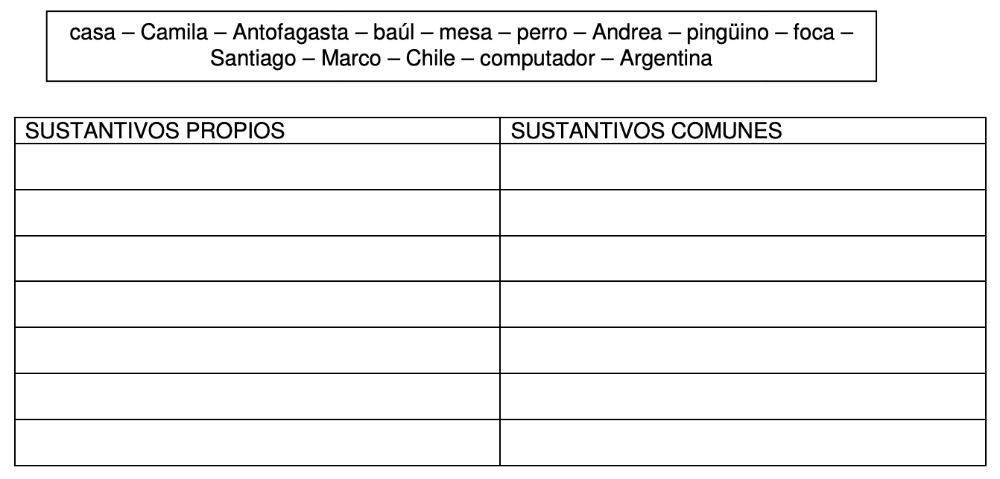 casa – Camila – Antofagasta – baúl – mesa – perro – Andrea – pingüino – foca –
Santiago – Marco – Chile – computador – Argentina
SUSTANTIVOS PROPIOS
SUSTANTIVOS COMUNES